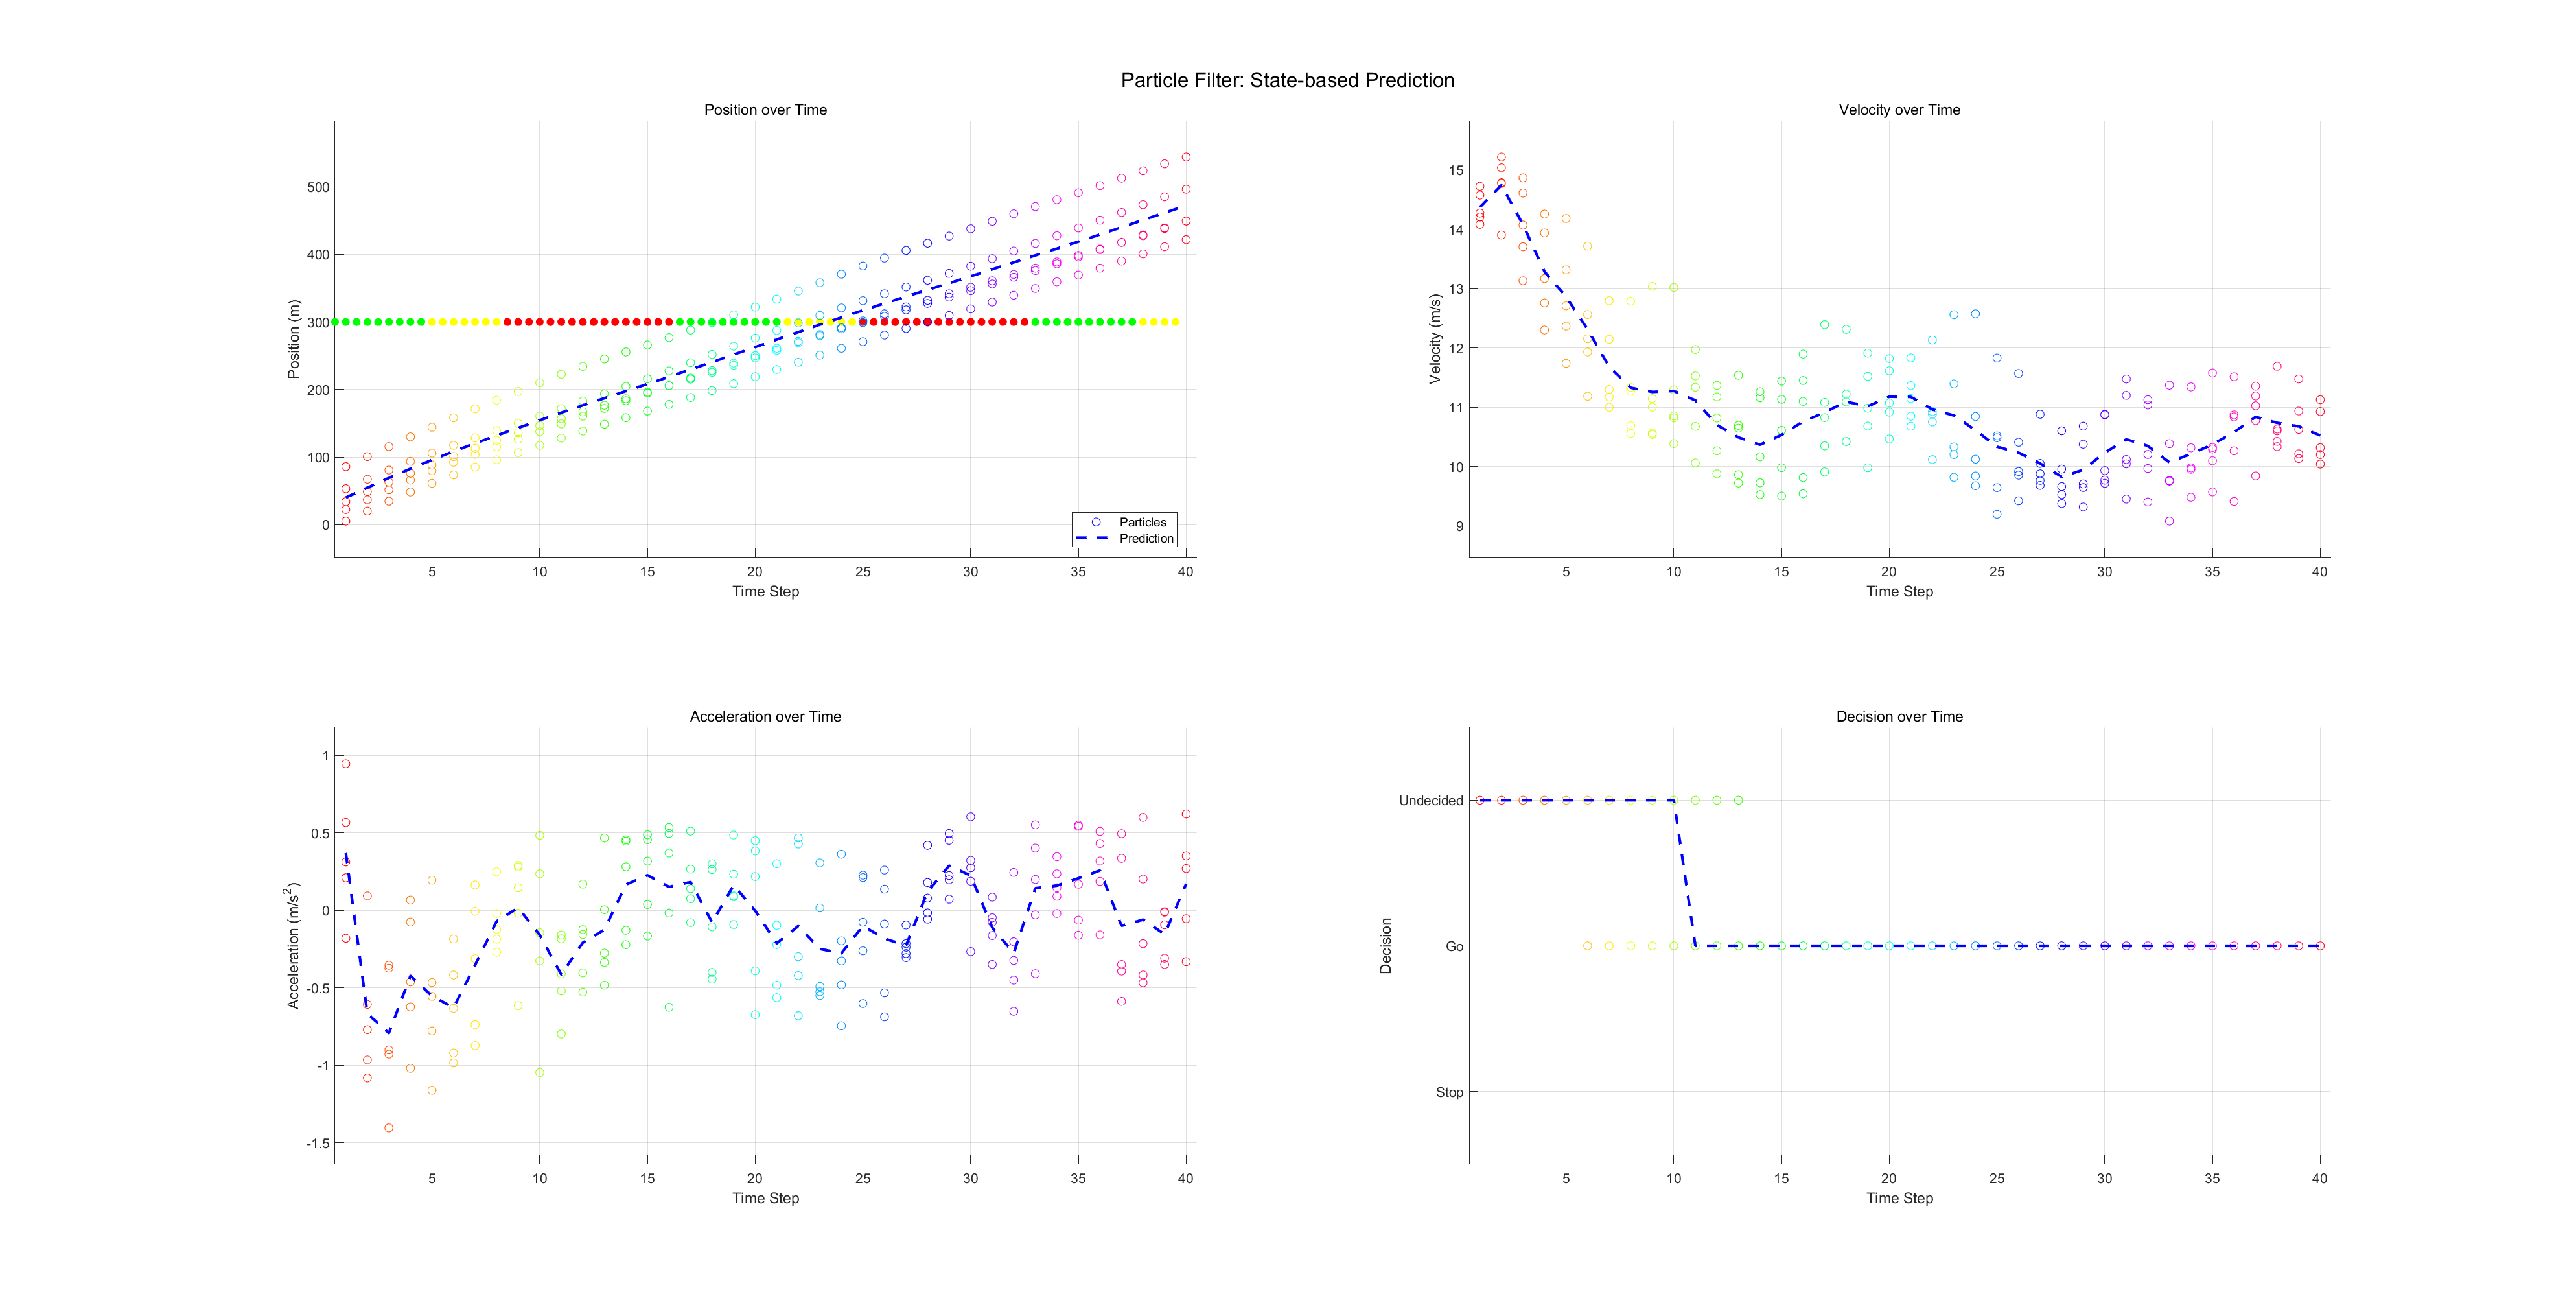 Particle Filter: State-based Prediction
Position over Time
500
400
300
200
100
0
Position (m)
Particles
Prediction
5 10 15 20 25 30 35 40
Time Step
Velocity over Time
15
14
13
12
11
10
9
Velocity (m/s)
5 10 15 20 25 30 35 40
Time Step
Acceleration over Time
1
0.5
0
-0.5
-1
-1.5
Acceleration (m/s²)
5 10 15 20 25 30 35 40
Time Step
Decision over Time
Undecided
Go
Stop
Decision
5 10 15 20 25 30 35 40
Time Step